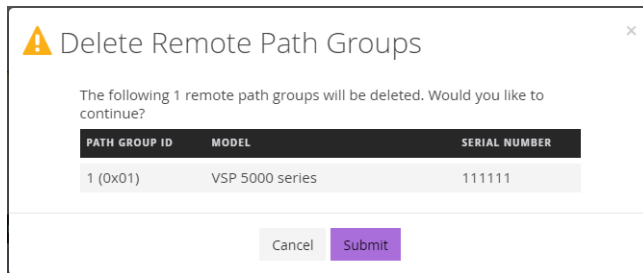 Delete Remote Path Groups
×
The following 1 remote path groups will be deleted. Would you like to
continue?
PATH GROUP ID MODEL SERIAL NUMBER
1 (0x01) VSP 5000 series 111111
Cancel Submit